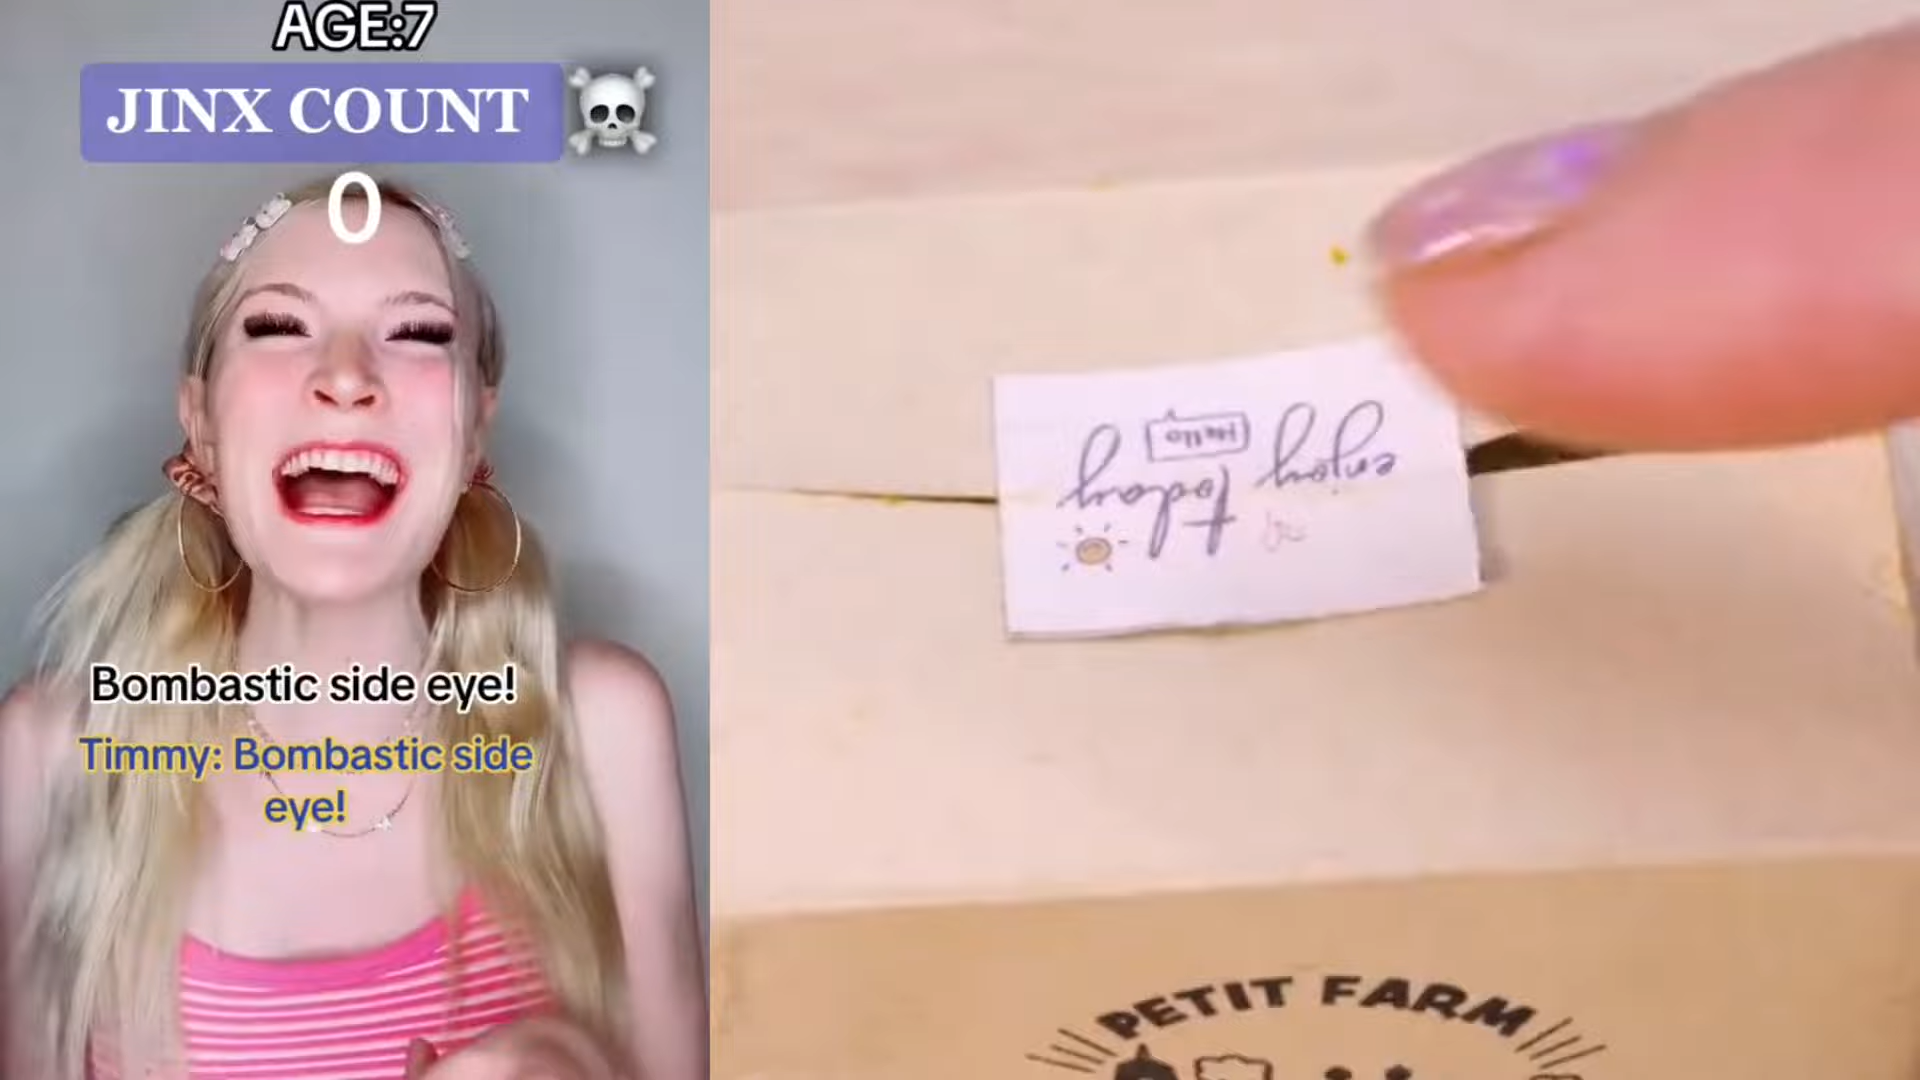 AGE:7
JINX COUNT
0
Bombastic side eye!
Timmy: Bombastic side
eye!
enjoy
today
Hello
PETIT FARM